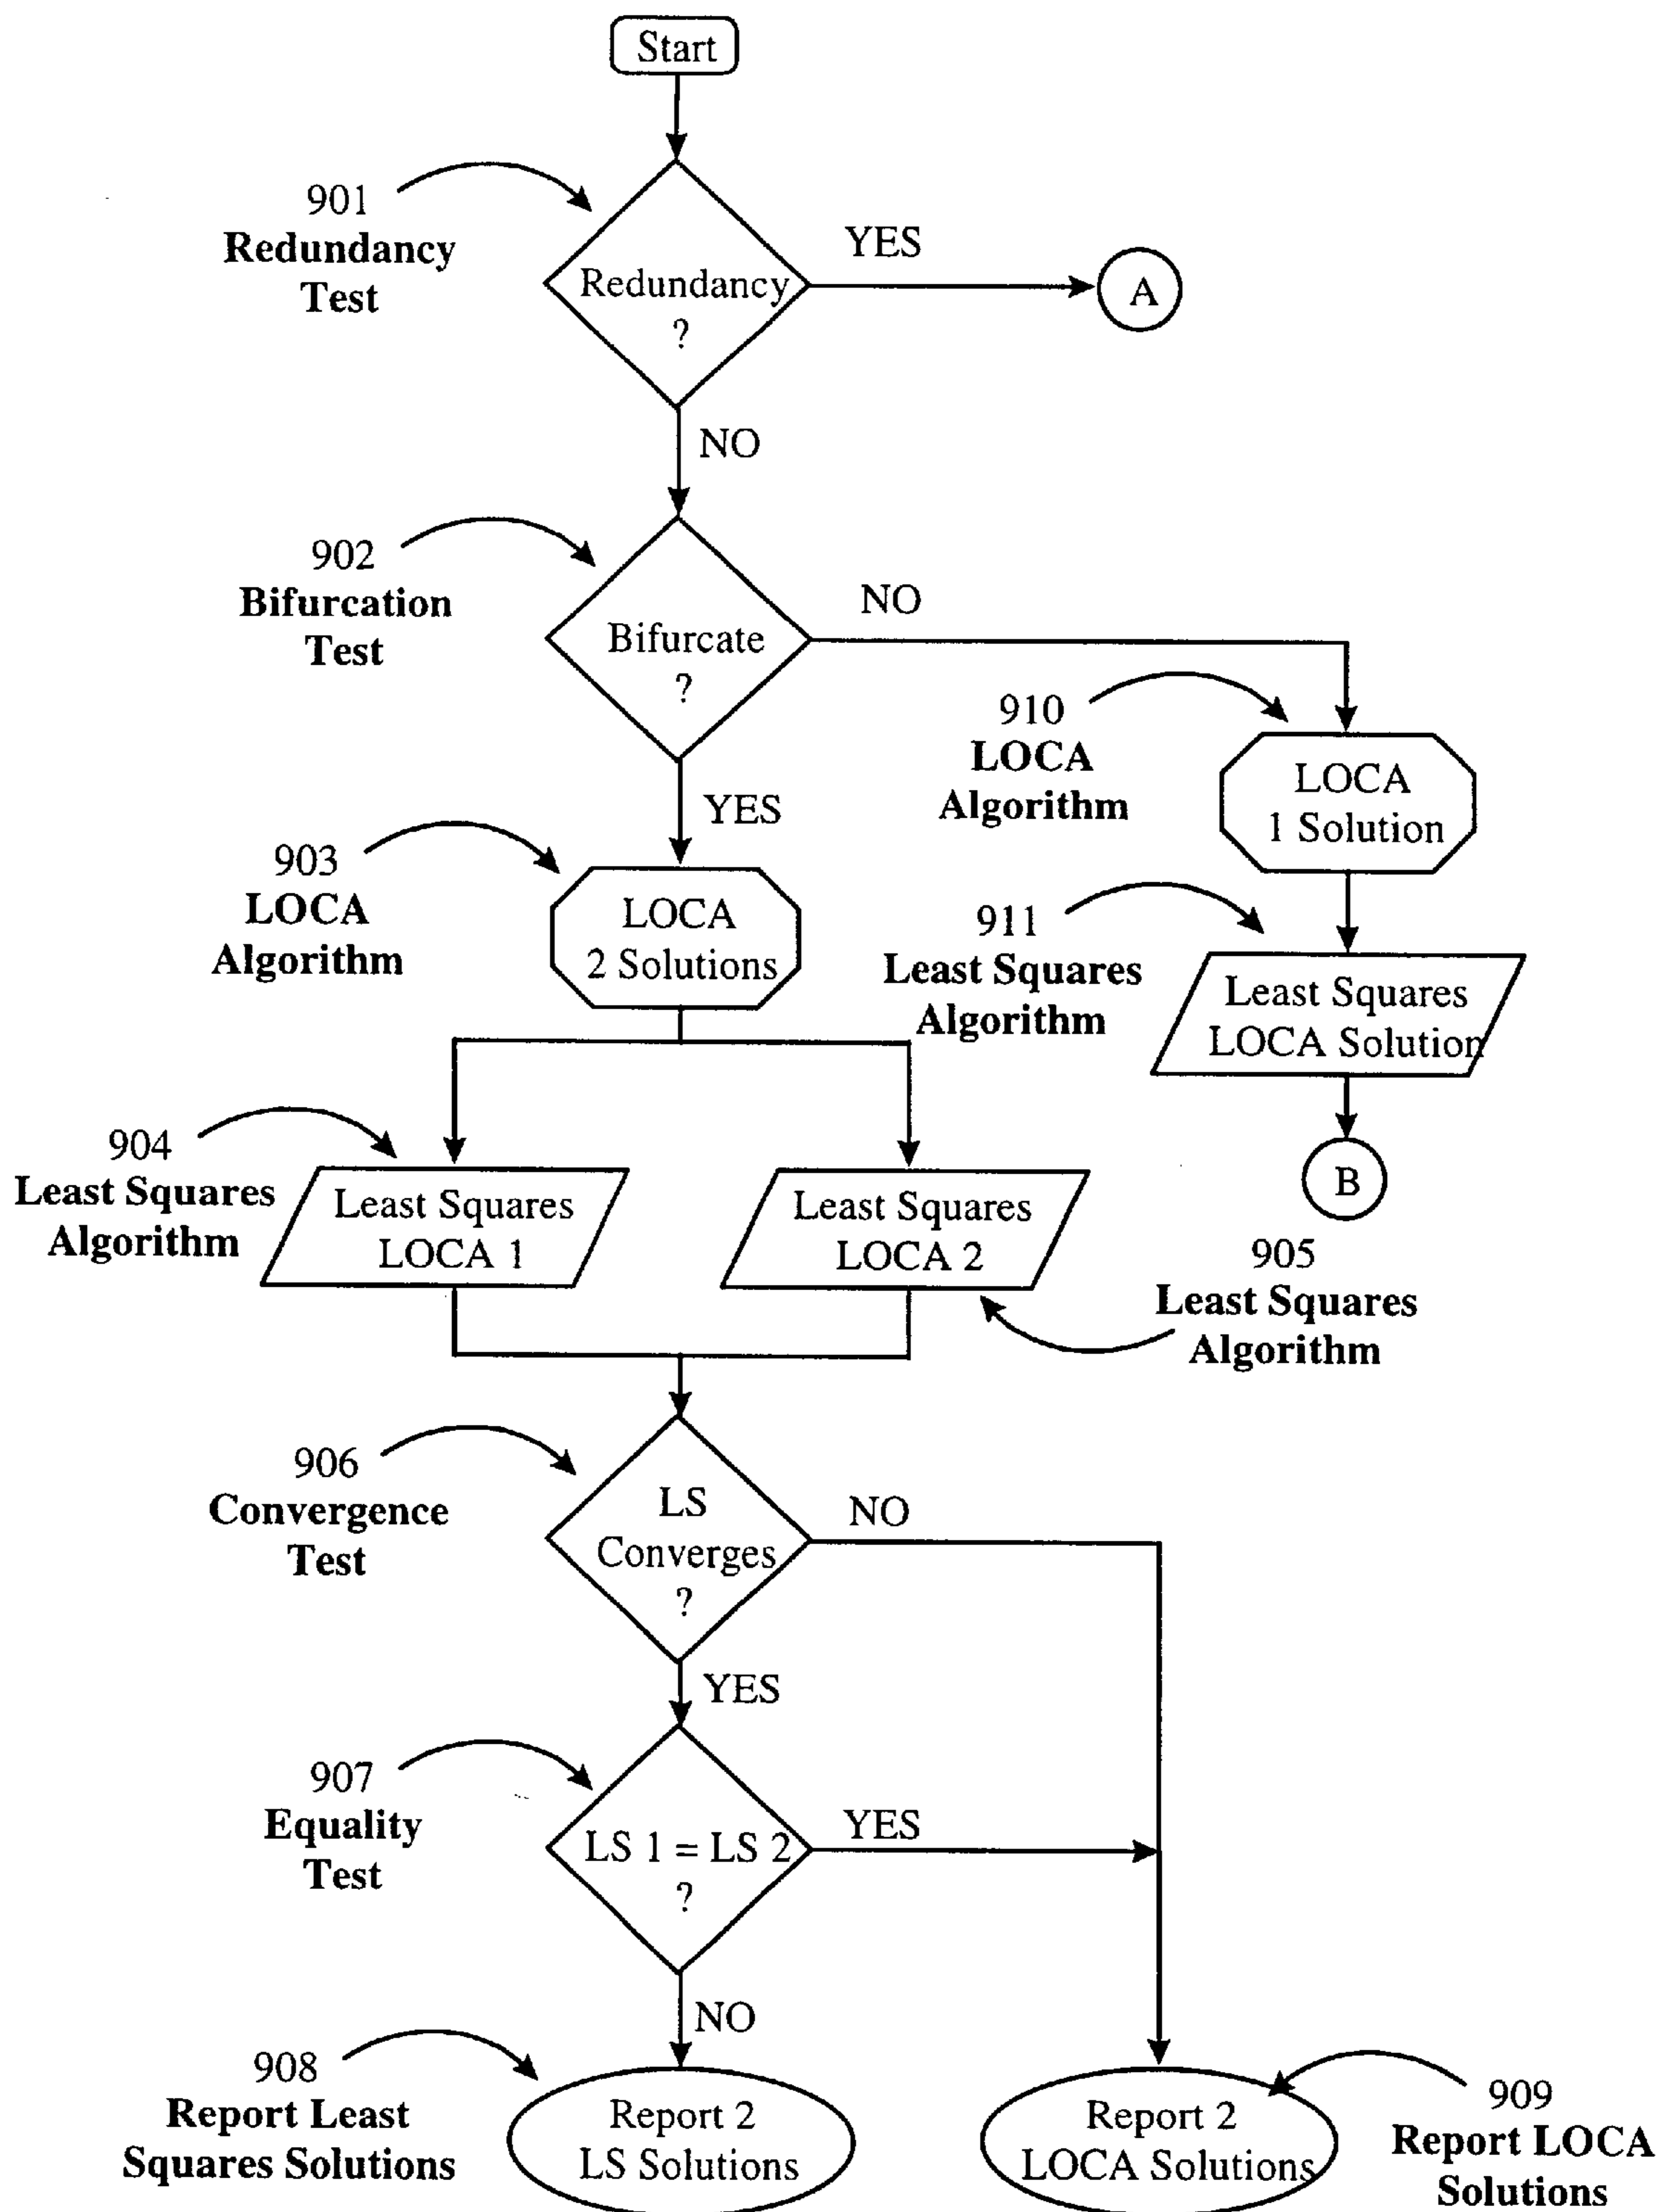 Start
901
Redundancy
Test
YES
Redundancy
?
A
NO
902
Bifurcation
Test
NO
Bifurcate
?
910
LOCA
Algorithm
LOCA
1 Solution
YES
903
LOCA
Algorithm
LOCA
2 Solutions
911
Least Squares
Algorithm
Least Squares
LOCA Solution
B
904
Least Squares
Algorithm
Least Squares
LOCA 1
Least Squares
LOCA 2
905
Least Squares
Algorithm
906
Convergence
Test
LS
Converges
?
NO
YES
907
Equality
Test
LS 1 = LS 2
?
YES
NO
908
Report Least
Squares Solutions
Report 2
LS Solutions
Report 2
LOCA Solutions
909
Report LOCA
Solutions